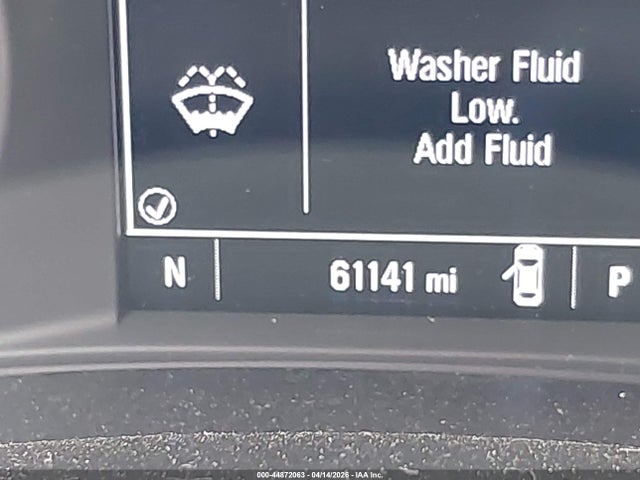 Washer Fluid
Low.
Add Fluid
N
61141 mi
P
000-44872063 - 04/14/2026 - IAA Inc.